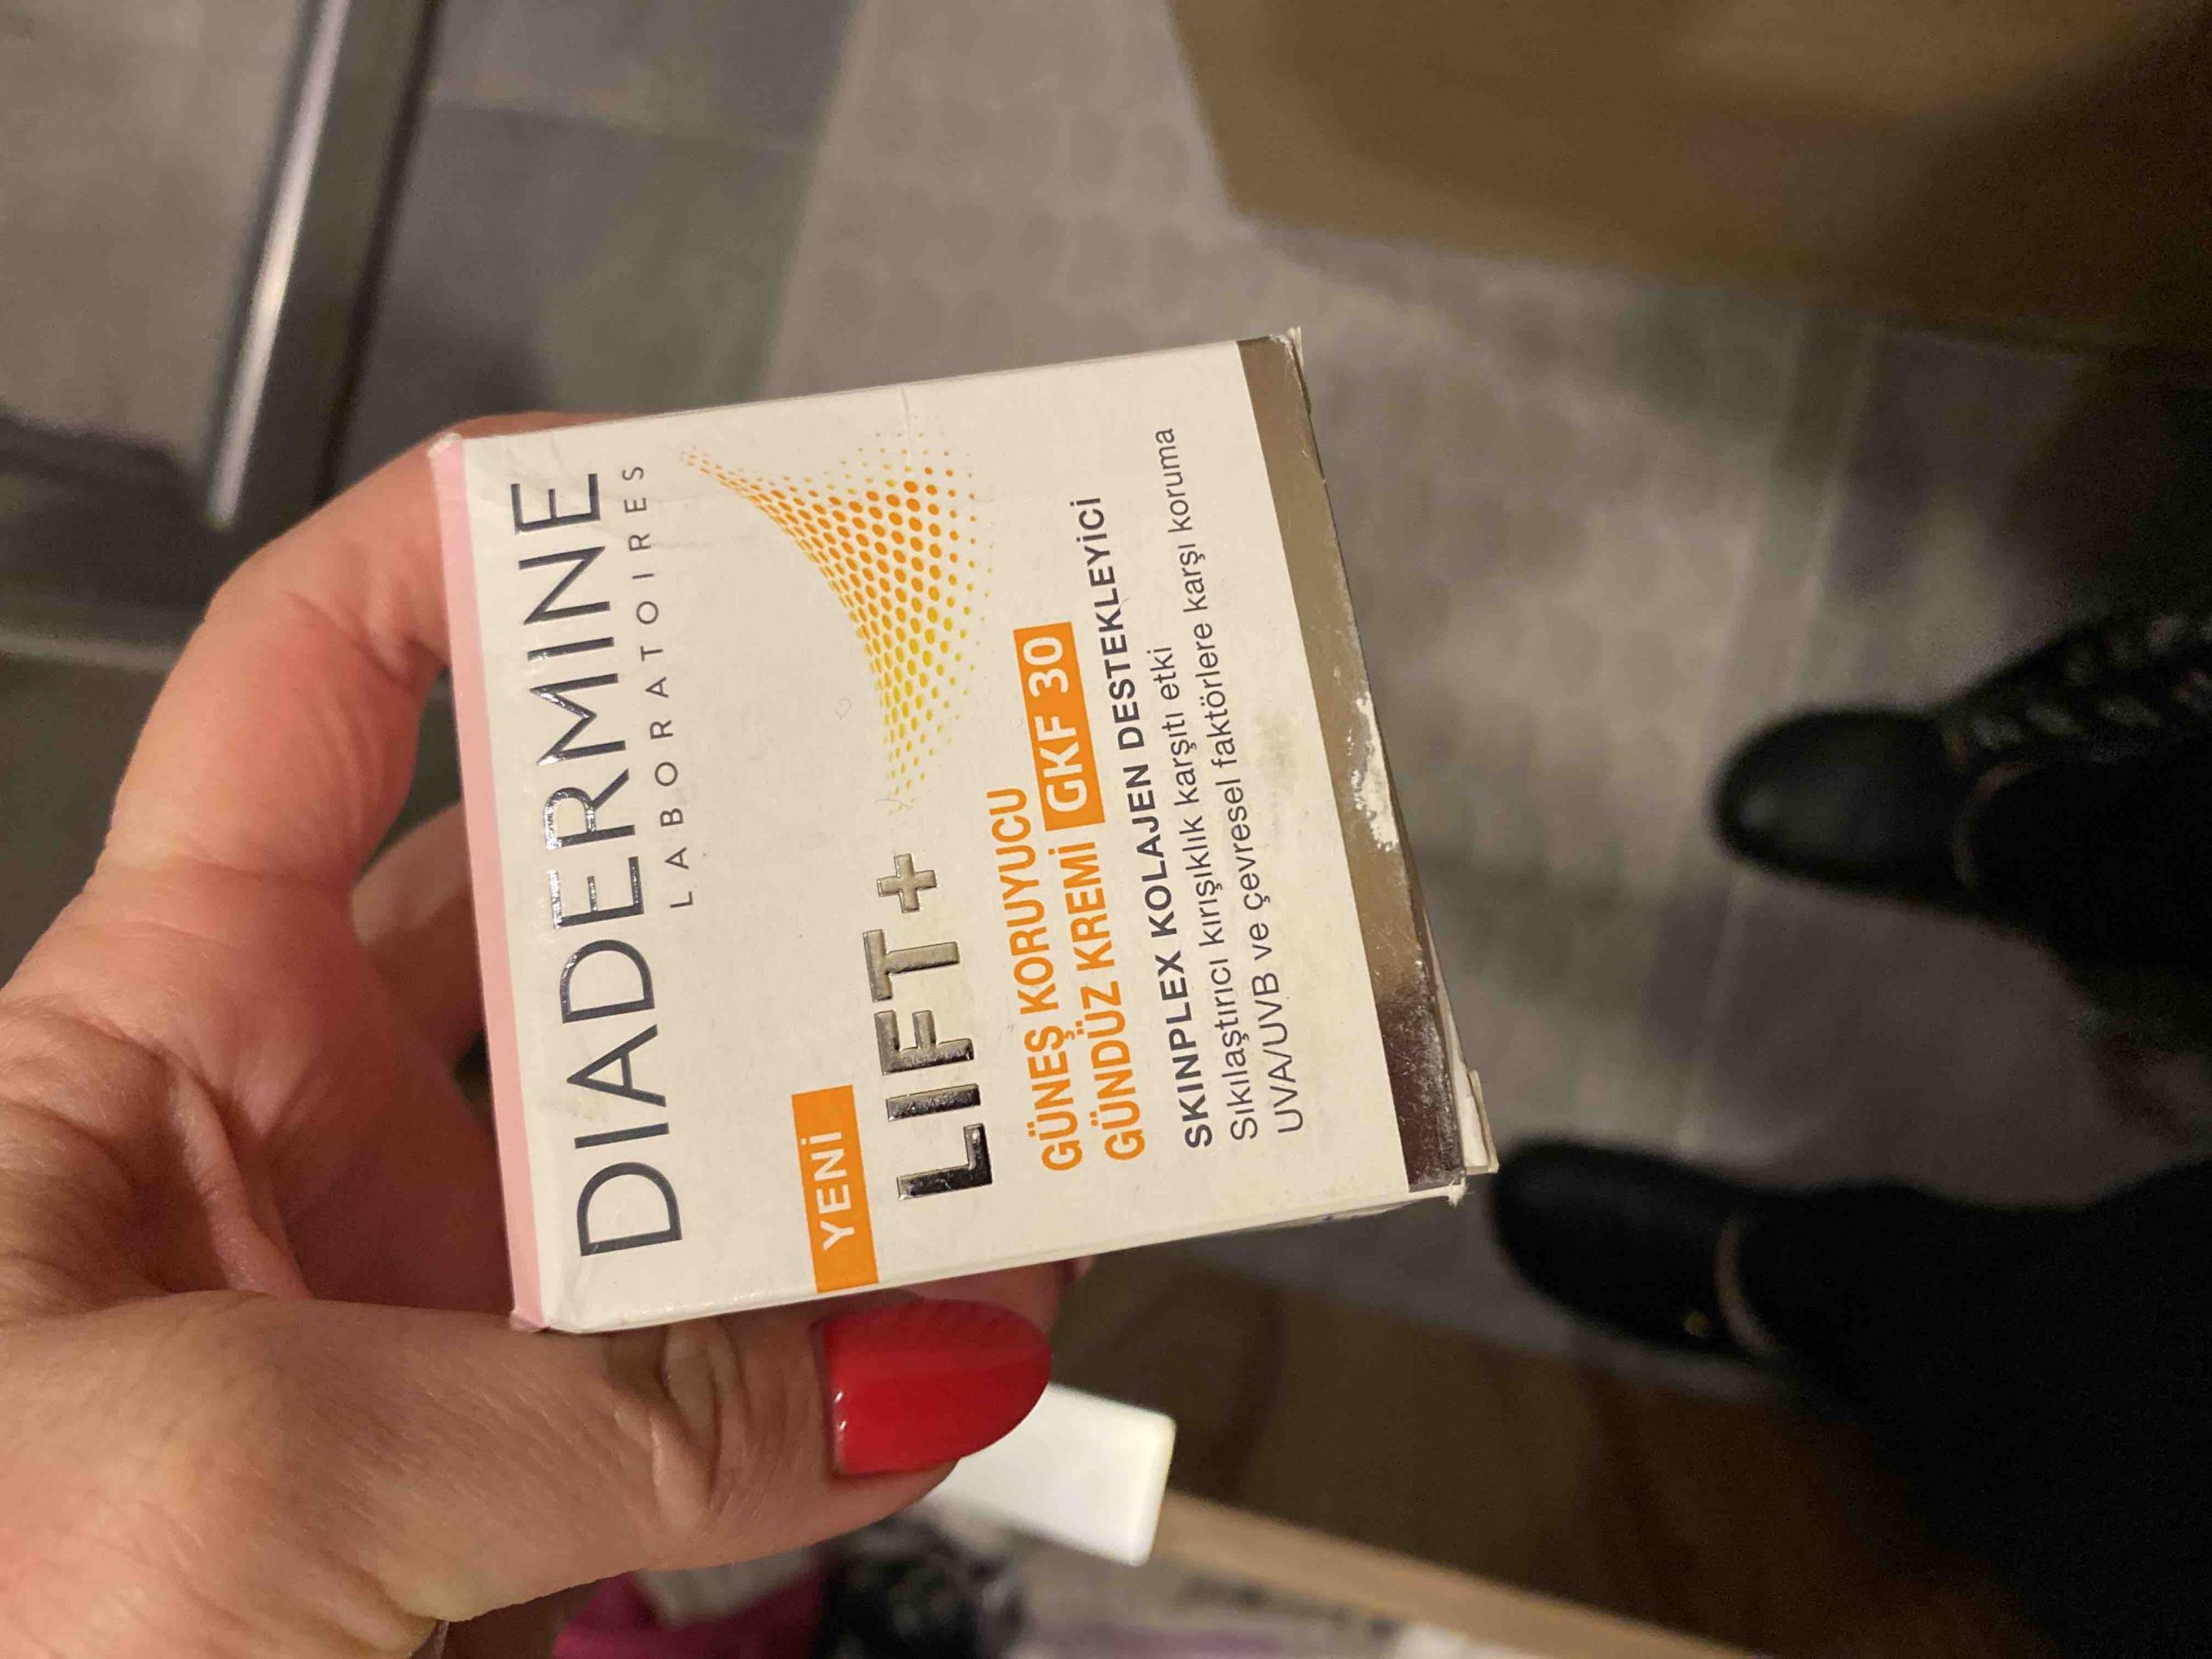 DIADERMINE
LABORATOIRES
YENİ
LIFT+
GÜNEŞ KORUYUCU
GÜNDÜZ KREMİ GKF 30
SKINPLEX KOLAJEN DESTEKLEYİCİ
Sıkılaştırıcı kırışıklık karşıtı etki
UVA/UVB ve çevresel faktörlere karşı koruma